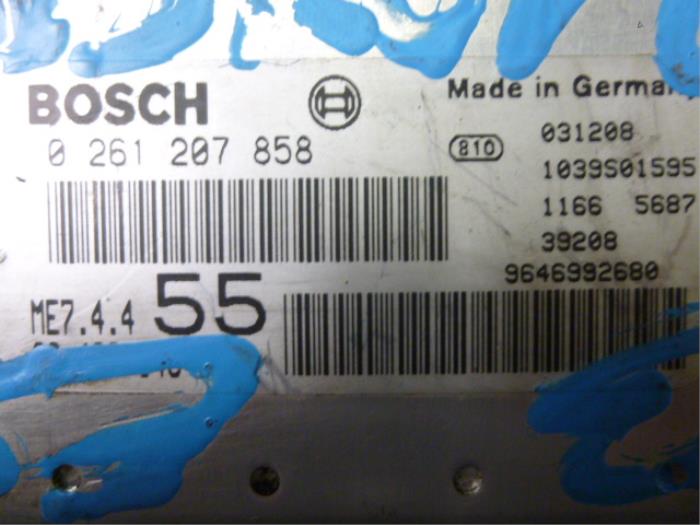 BOSCH
Made in Germany
0 261 207 858
810
031208
1039S01595
1166 5687
39208
9646992680
ME7.4.4 55